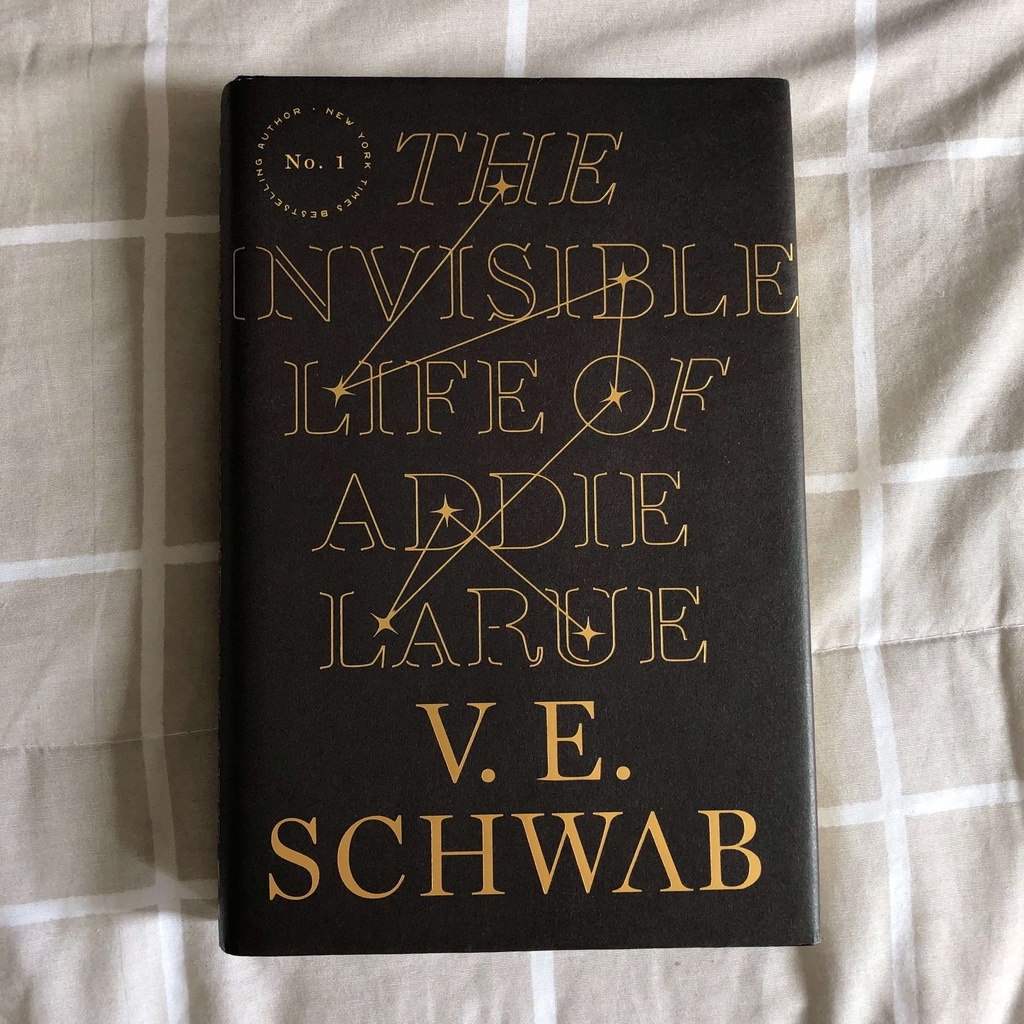 NEW YORK TIMES BESTSELLING AUTHOR ·
No. 1
THE
INVISIBLE
LIFE OF
ADDIE
LARUE
V. E.
SCHWAB